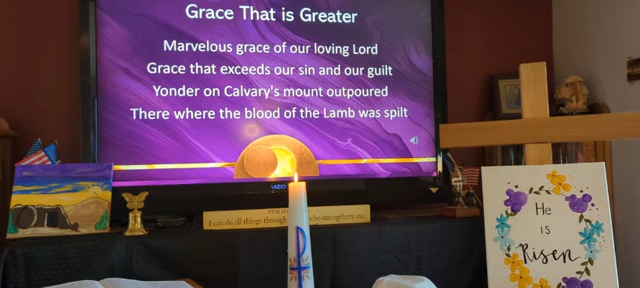 Grace That is Greater
Marvelous grace of our loving Lord
Grace that exceeds our sin and our guilt
Yonder on Calvary's mount outpoured
There where the blood of the Lamb was spilt
VIZIO
I can do all things through
He
is
Risen